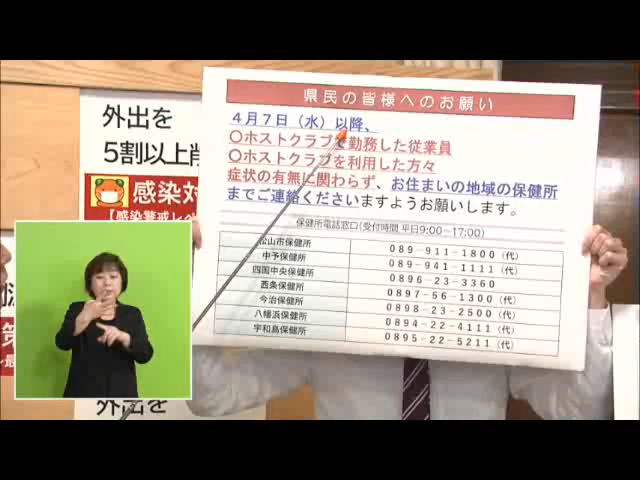 県民の皆様へのお願い
４月７日（水）以降、
〇ホストクラブで勤務した従業員
〇ホストクラブを利用した方々
症状の有無に関わらず、お住まいの地域の保健所
までご連絡くださいますようお願いします。
保健所電話窓口（受付時間 平日9:00～17:00）
松山市保健所 089-911-1800（代）
中予保健所 089-941-1111（代）
四国中央保健所 0896-23-3360
西条保健所 0897-56-1300（代）
今治保健所 0898-23-2500（代）
八幡浜保健所 0894-22-4111（代）
宇和島保健所 0895-22-5211（代）
外出を
5割以上削
感染対
【感染警戒レベ
第
外出を